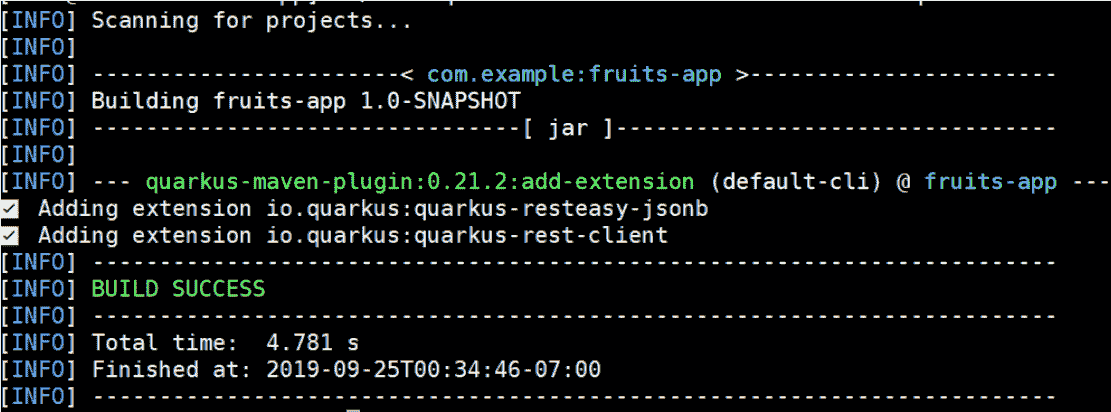 [INFO] Scanning for projects...
[INFO]
[INFO] -----------------------< com.example:fruits-app >-----------------------
[INFO] Building fruits-app 1.0-SNAPSHOT
[INFO] --------------------------------[ jar ]---------------------------------
[INFO]
[INFO] --- quarkus-maven-plugin:0.21.2:add-extension (default-cli) @ fruits-app ---
✅ Adding extension io.quarkus:quarkus-resteasy-jsonb
✅ Adding extension io.quarkus:quarkus-rest-client
[INFO] ------------------------------------------------------------------------
[INFO] BUILD SUCCESS
[INFO] ------------------------------------------------------------------------
[INFO] Total time:  4.781 s
[INFO] Finished at: 2019-09-25T00:34:46-07:00
[INFO] ------------------------------------------------------------------------